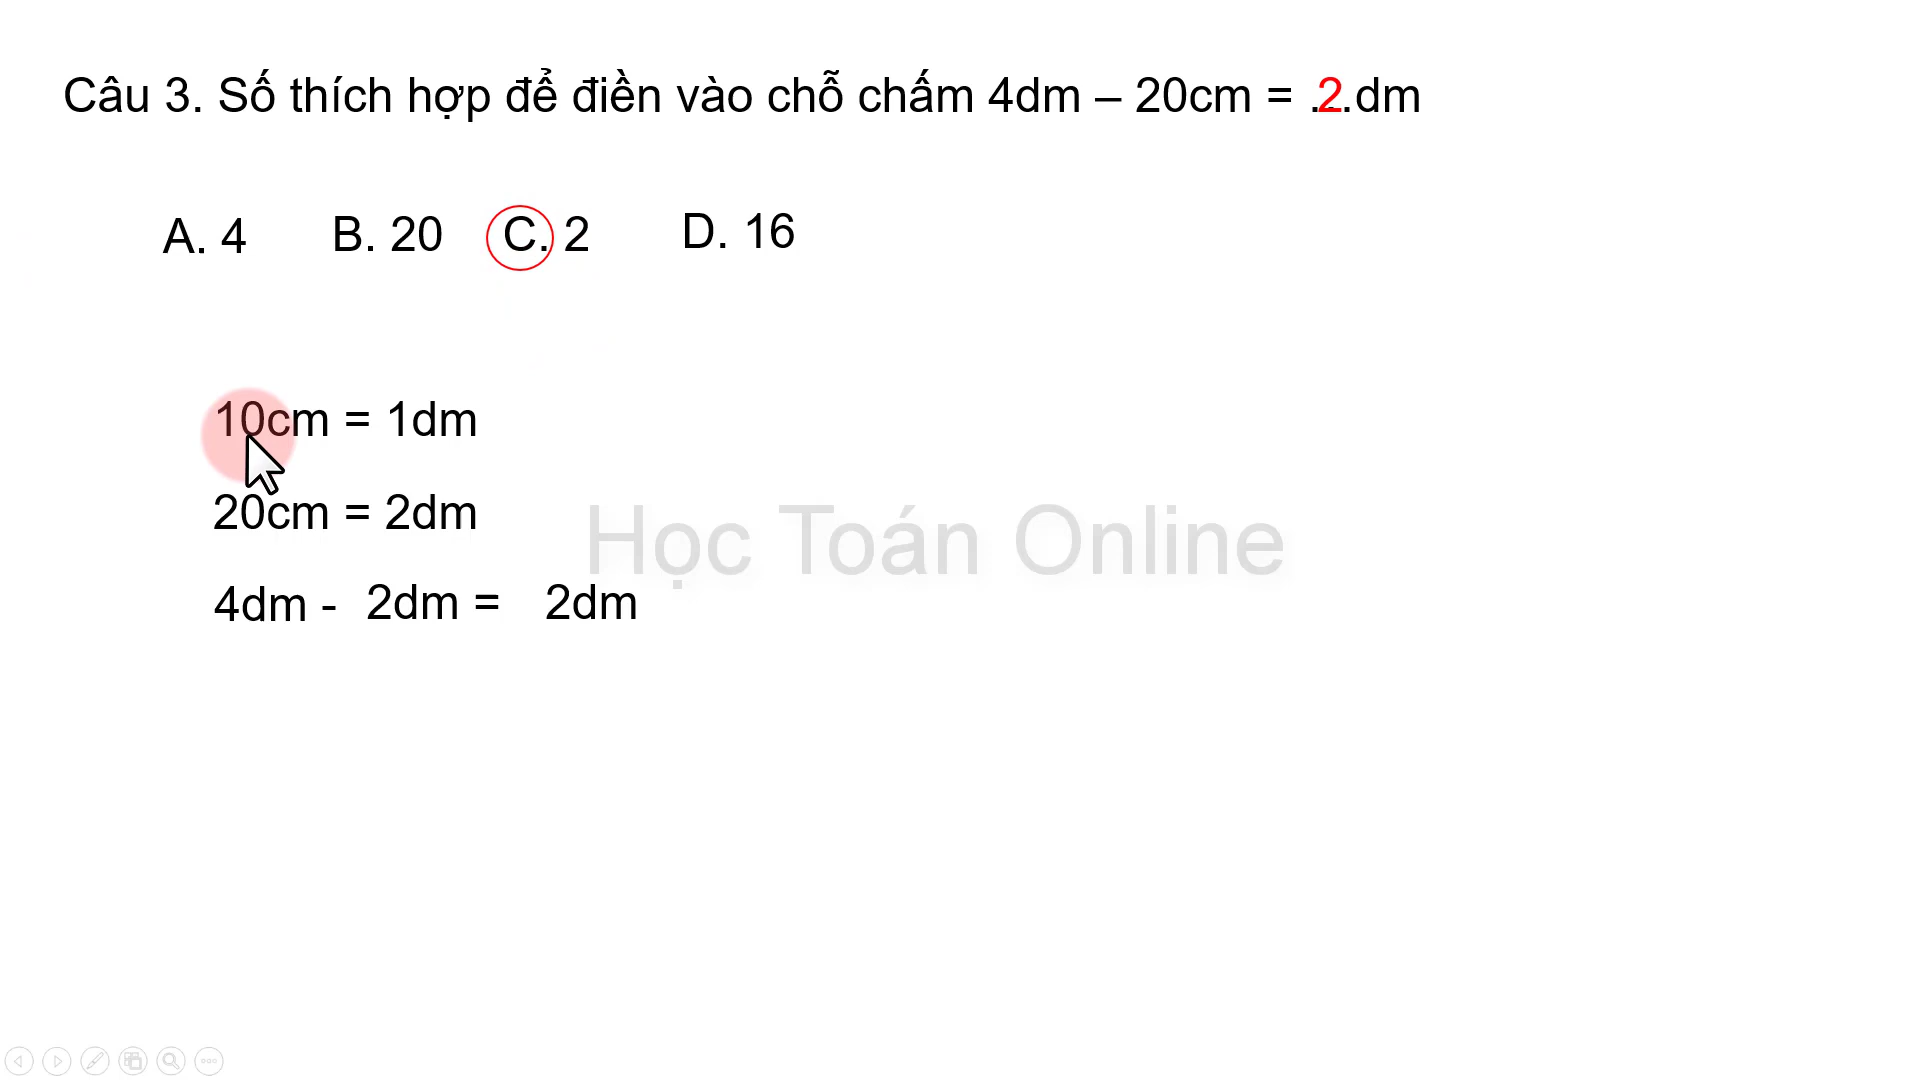 Câu 3. Số thích hợp để điền vào chỗ chấm 4dm – 20cm = .2.dm
A. 4 B. 20 C. 2 D. 16
10cm = 1dm
20cm = 2dm
Học Toán Online
4dm - 2dm = 2dm